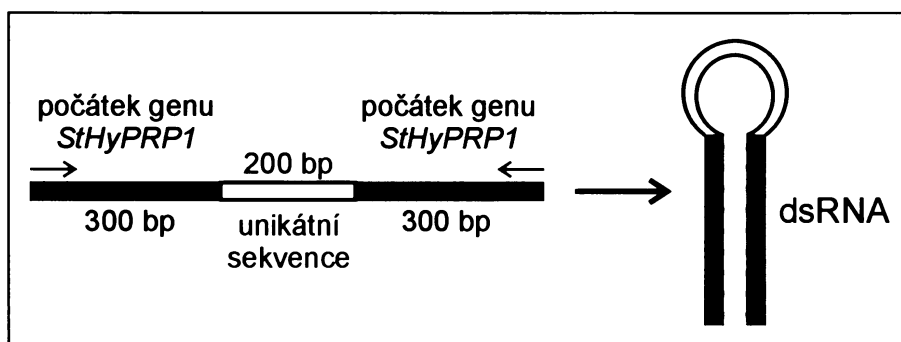 počátek genu
StHyPRP1
počátek genu
StHyPRP1
200 bp
300 bp
unikátní
sekvence
300 bp
dsRNA